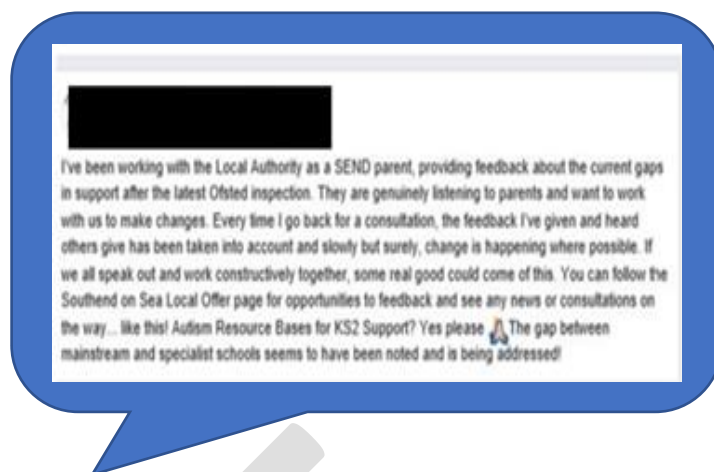 I've been working with the Local Authority as a SEND parent, providing feedback about the current gaps
in support after the latest Ofsted inspection. They are genuinely listening to parents and want to work
with us to make changes. Every time I go back for a consultation, the feedback I've given and heard
others give has been taken into account and slowly but surely, change is happening where possible. If
we all speak out and work constructively together, some real good could come of this. You can follow the
Southend on Sea Local Offer page for opportunities to feedback and see any news or consultations on
the way... like this! Autism Resource Bases for KS2 Support? Yes please 🙏 The gap between
mainstream and specialist schools seems to have been noted and is being addressed!